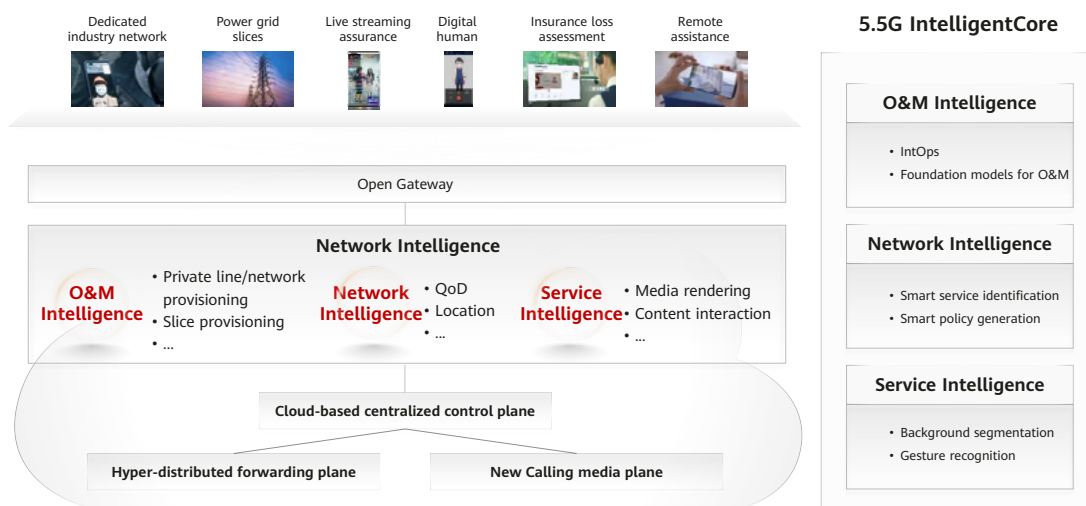 Dedicated
industry network
Power grid
slices
Live streaming
assurance
Digital
human
Insurance loss
assessment
Remote
assistance
Open Gateway
Network Intelligence
O&M
Intelligence
• Private line/network
provisioning
• Slice provisioning
• ...
Network
Intelligence
• QoD
• Location
• ...
Service
Intelligence
• Media rendering
• Content interaction
• ...
Cloud-based centralized control plane
Hyper-distributed forwarding plane
New Calling media plane
5.5G IntelligentCore
O&M Intelligence
• IntOps
• Foundation models for O&M
Network Intelligence
• Smart service identification
• Smart policy generation
Service Intelligence
• Background segmentation
• Gesture recognition